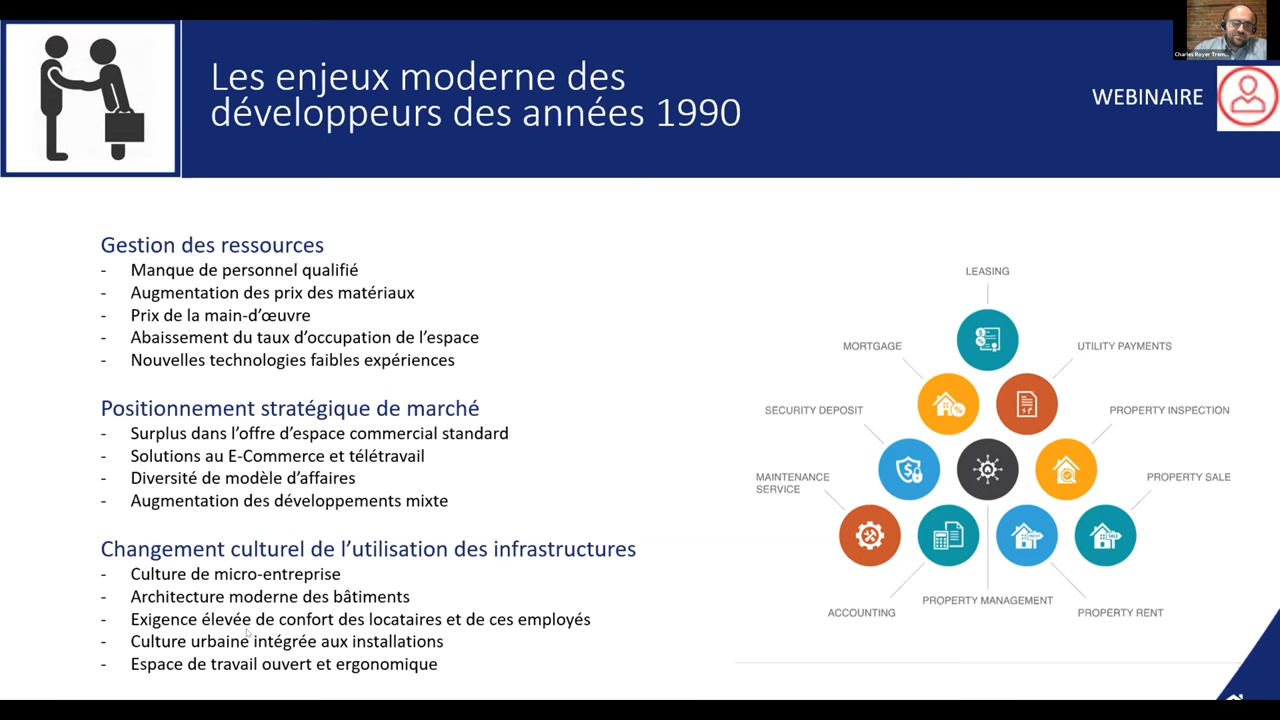 Les enjeux moderne des
développeurs des années 1990
WEBINAIRE
Charles Royer Trem...
Gestion des ressources
- Manque de personnel qualifié
- Augmentation des prix des matériaux
- Prix de la main-d’œuvre
- Abaissement du taux d’occupation de l’espace
- Nouvelles technologies faibles expériences
Positionnement stratégique de marché
- Surplus dans l’offre d’espace commercial standard
- Solutions au E-Commerce et télétravail
- Diversité de modèle d’affaires
- Augmentation des développements mixte
Changement culturel de l’utilisation des infrastructures
- Culture de micro-entreprise
- Architecture moderne des bâtiments
- Exigence élevée de confort des locataires et de ces employés
- Culture urbaine intégrée aux installations
- Espace de travail ouvert et ergonomique
LEASING
MORTGAGE
UTILITY PAYMENTS
SECURITY DEPOSIT
PROPERTY INSPECTION
MAINTENANCE
SERVICE
PROPERTY SALE
SALE
ACCOUNTING
PROPERTY MANAGEMENT
PROPERTY RENT